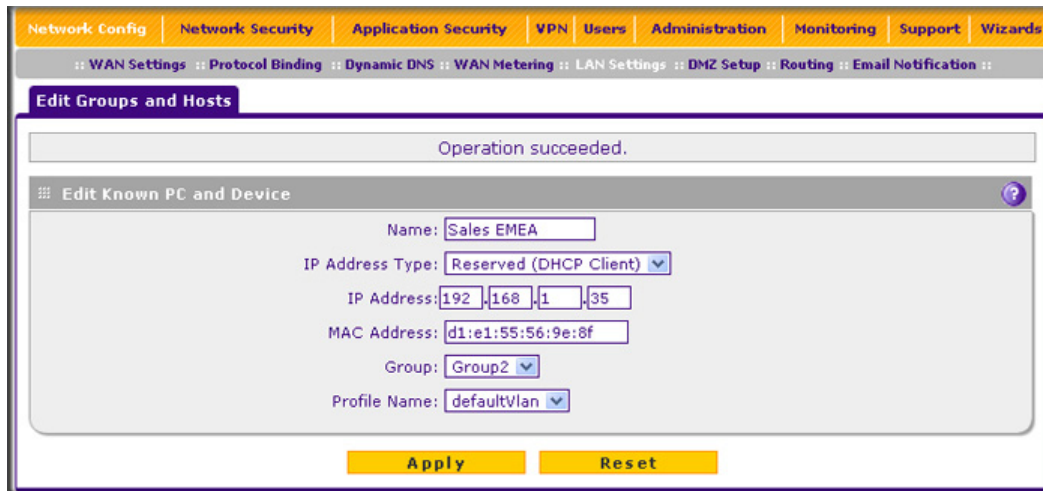 Network Config Network Security Application Security VPN Users Administration Monitoring Support Wizards
:: WAN Settings :: Protocol Binding :: Dynamic DNS :: WAN Metering :: LAN Settings :: DMZ Setup :: Routing :: Email Notification ::
Edit Groups and Hosts
Operation succeeded.
Edit Known PC and Device ?
Name: Sales EMEA
IP Address Type: Reserved (DHCP Client)
IP Address: 192 . 168 . 1 . 35
MAC Address: d1:e1:55:56:9e:8f
Group: Group2
Profile Name: defaultVlan
Apply Reset